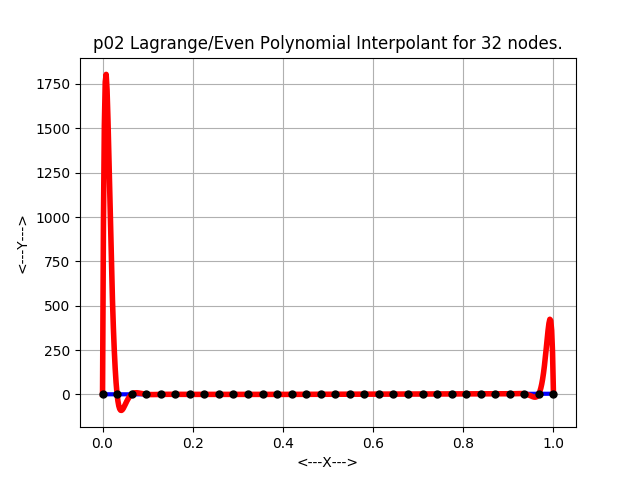 p02 Lagrange/Even Polynomial Interpolant for 32 nodes.
1750
1500
1250
1000
750
500
250
0
<---Y--->
0.0 0.2 0.4 0.6 0.8 1.0
<---X--->